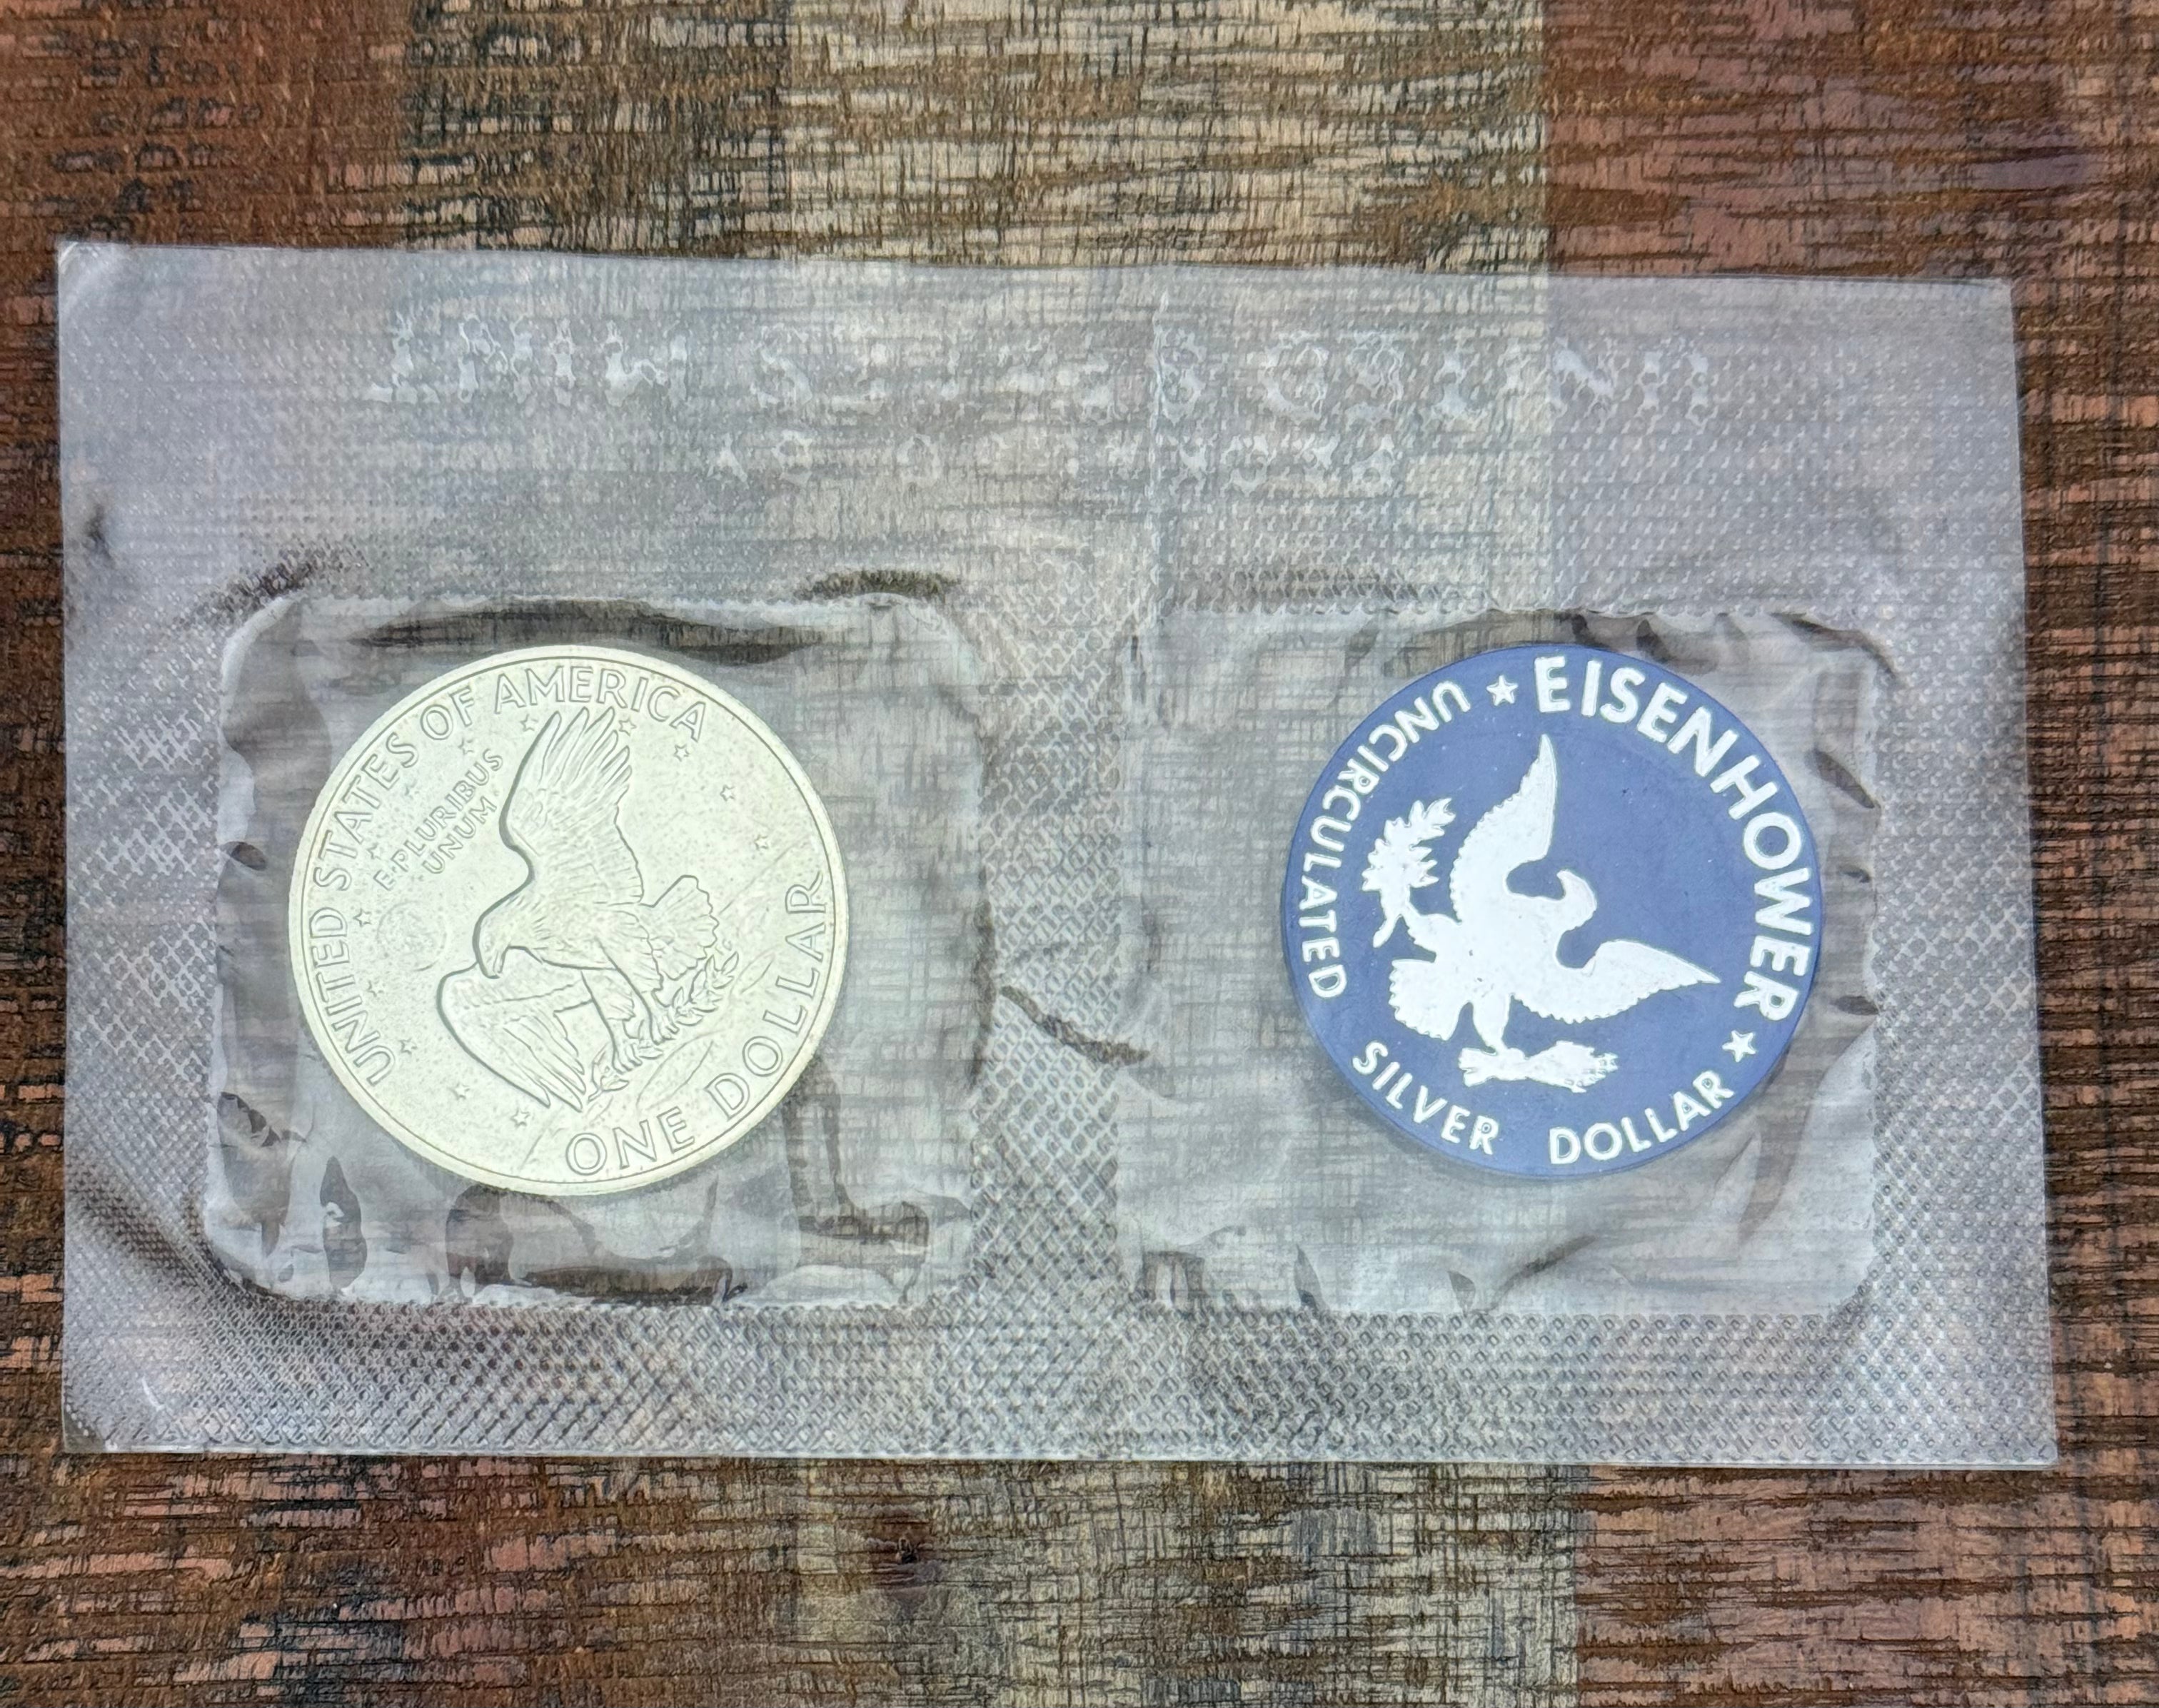 UNITED STATES OF AMERICA
E·PLURIBUS
UNUM
ONE DOLLAR
UNCIRCULATED ★ EISENHOWER ★
SILVER DOLLAR